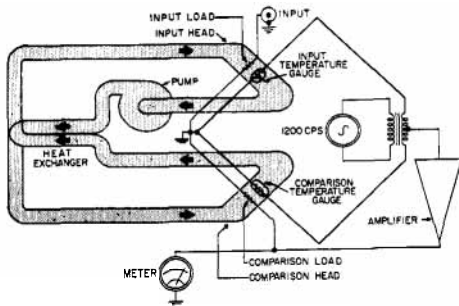 INPUT LOAD
INPUT HEAD
INPUT
INPUT
TEMPERATURE
GAUGE
PUMP
1200 CPS
HEAT
EXCHANGER
COMPARISON
TEMPERATURE
GAUGE
AMPLIFIER
METER
COMPARISON LOAD
COMPARISON HEAD